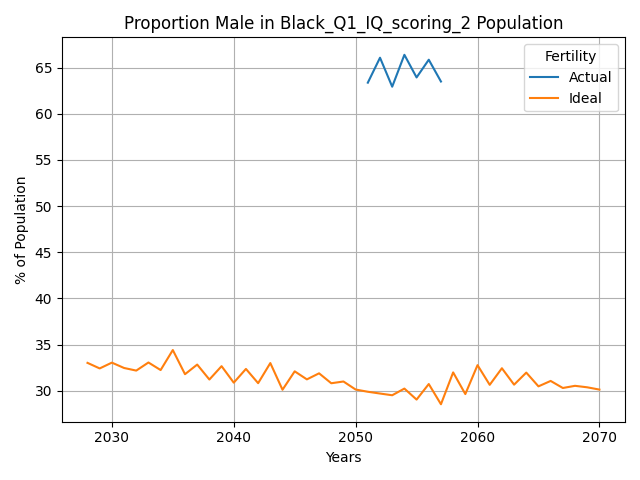 Proportion Male in Black_Q1_IQ_scoring_2 Population
Fertility
Actual
Ideal
65
60
55
50
45
40
35
30
% of Population
2030
2040
2050
2060
2070
Years